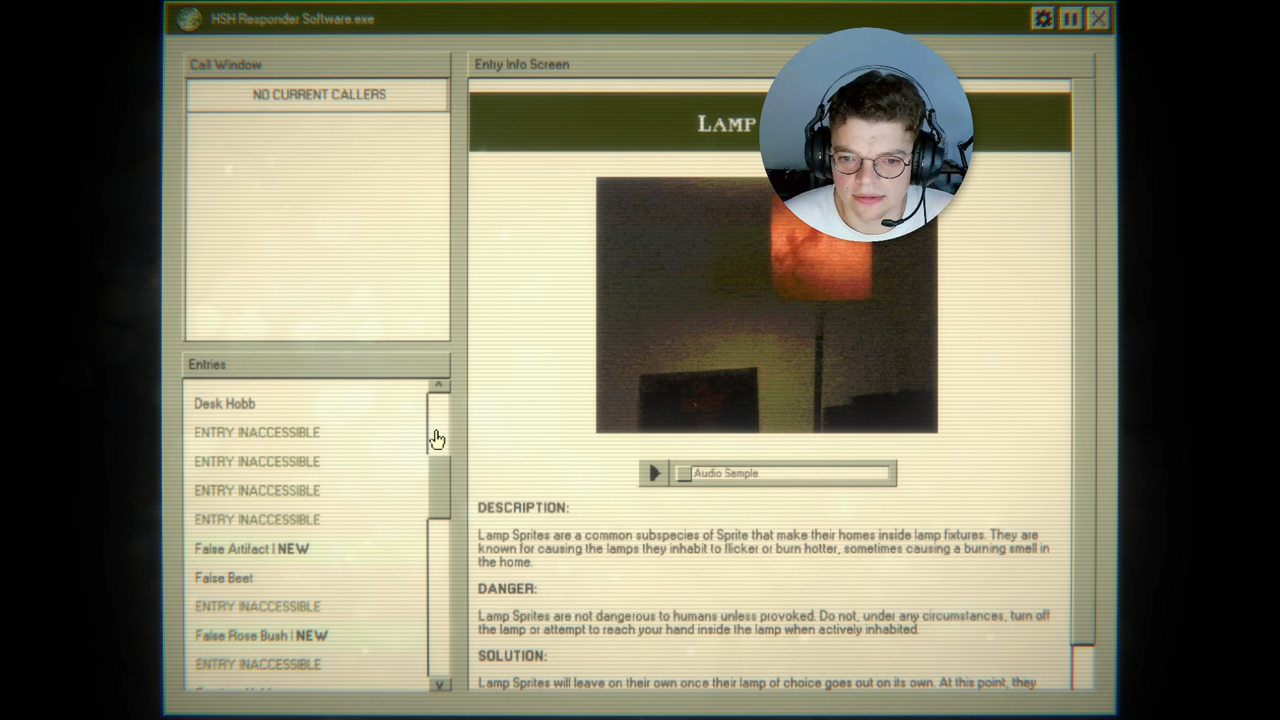 HSH Responder Software.exe
Call Window
NO CURRENT CALLERS
Entries
^
Desk Hobb
ENTRY INACCESSIBLE
ENTRY INACCESSIBLE
ENTRY INACCESSIBLE
ENTRY INACCESSIBLE
False Artifact | NEW
False Beet
ENTRY INACCESSIBLE
False Rose Bush | NEW
ENTRY INACCESSIBLE
v
Entry Info Screen
LAMP
Audio Sample
DESCRIPTION:
Lamp Sprites are a common subspecies of Sprite that make their homes inside lamp fixtures. They are
known for causing the lamps they inhabit to flicker or burn hotter, sometimes causing a burning smell in
the home.
DANGER:
Lamp Sprites are not dangerous to humans unless provoked. Do not, under any circumstances, turn off
the lamp or attempt to reach your hand inside the lamp when actively inhabited.
SOLUTION:
Lamp Sprites will leave on their own once their lamp of choice goes out on its own. At this point, they